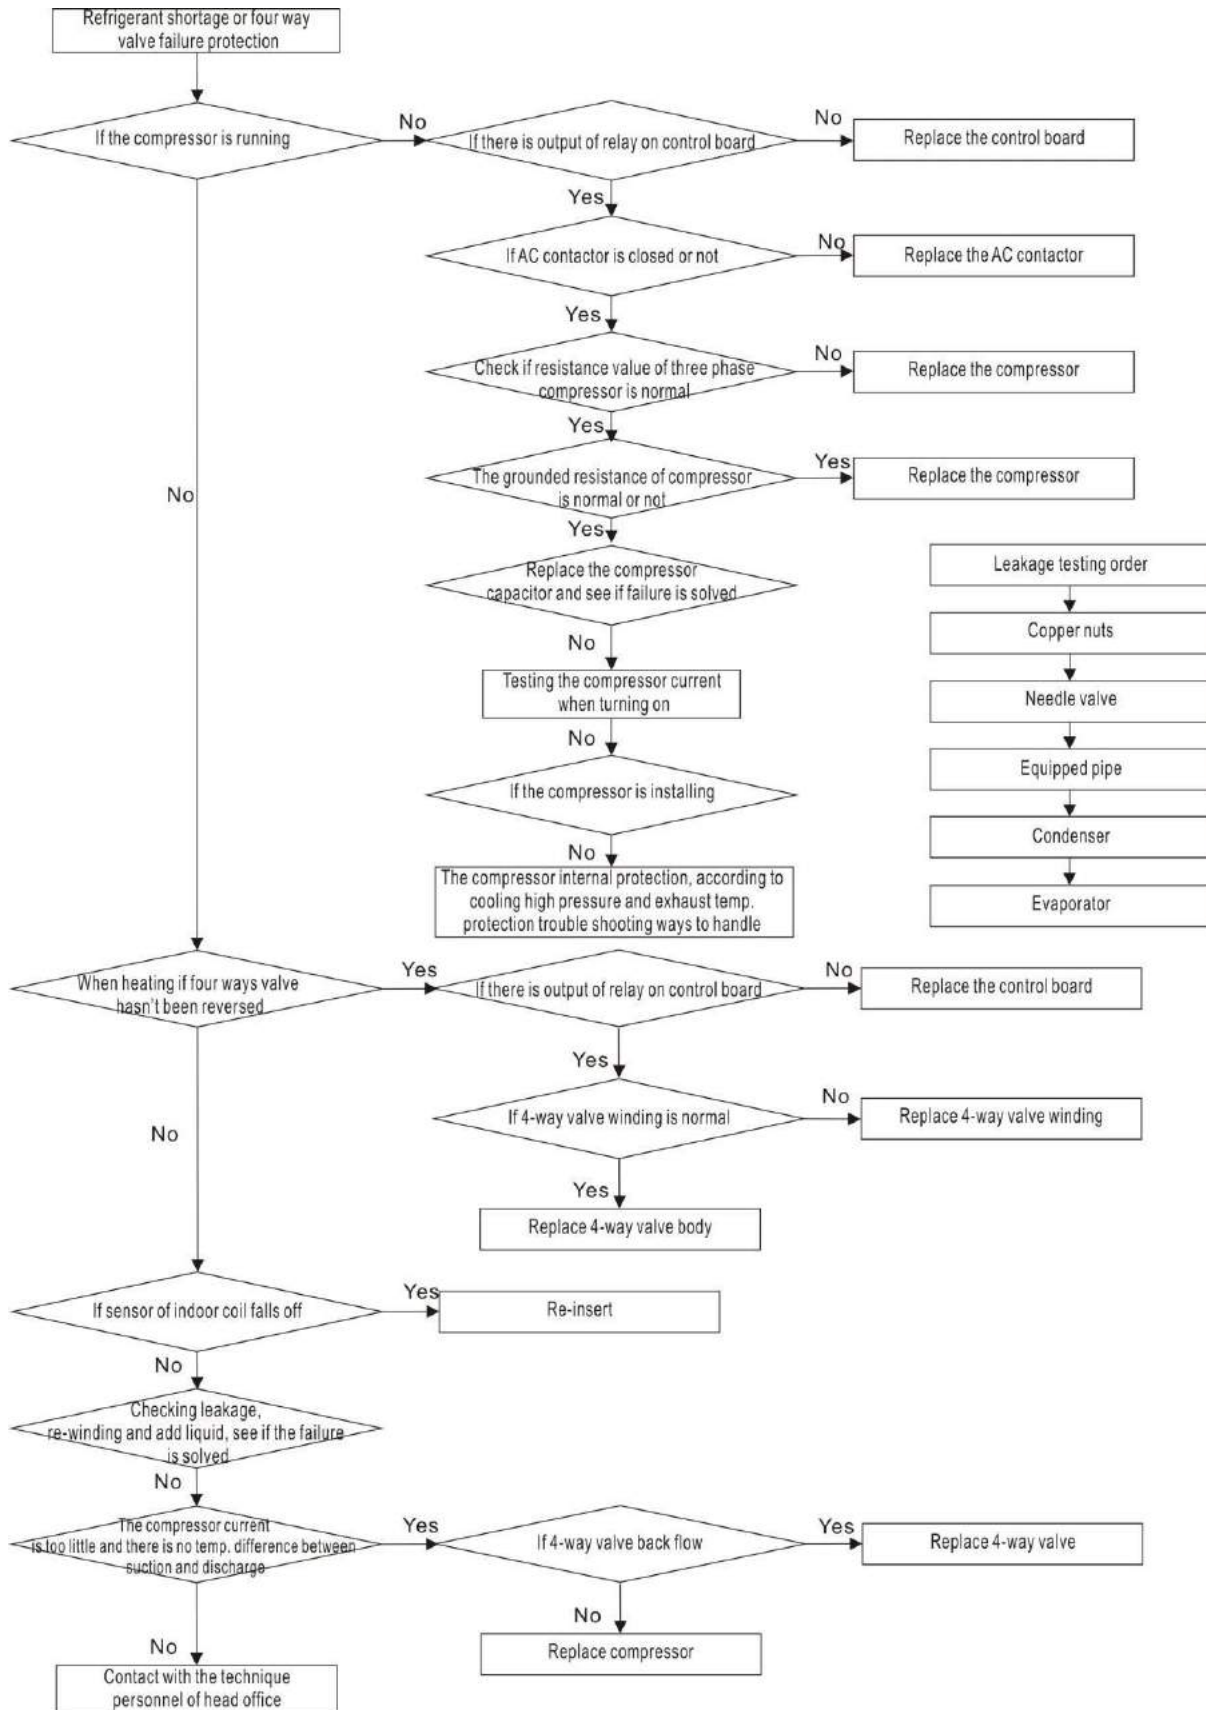 Refrigerant shortage or four way
valve failure protection
If the compressor is running
No
If there is output of relay on control board
No
Replace the control board
Yes
If AC contactor is closed or not
No
Replace the AC contactor
Yes
Check if resistance value of three phase
compressor is normal
No
Replace the compressor
Yes
The grounded resistance of compressor
is normal or not
Yes
Replace the compressor
No
Yes
Replace the compressor
capacitor and see if failure is solved
No
Testing the compressor current
when turning on
No
If the compressor is installing
No
The compressor internal protection, according to
cooling high pressure and exhaust temp.
protection trouble shooting ways to handle
Leakage testing order
Copper nuts
Needle valve
Equipped pipe
Condenser
Evaporator
When heating if four ways valve
hasn't been reversed
Yes
If there is output of relay on control board
No
Replace the control board
Yes
If 4-way valve winding is normal
No
Replace 4-way valve winding
Yes
Replace 4-way valve body
No
If sensor of indoor coil falls off
Yes
Re-insert
No
Checking leakage,
re-winding and add liquid, see if the failure
is solved
No
The compressor current
is too little and there is no temp. difference between
suction and discharge
Yes
If 4-way valve back flow
Yes
Replace 4-way valve
No
Replace compressor
No
Contact with the technique
personnel of head office